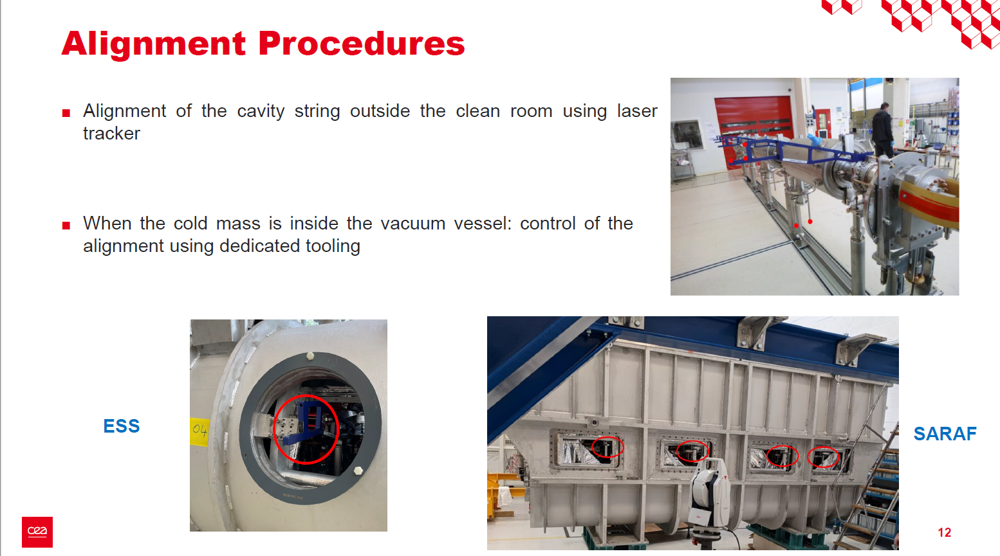 Alignment Procedures
Alignment of the cavity string outside the clean room using laser
tracker
When the cold mass is inside the vacuum vessel: control of the
alignment using dedicated tooling
04
ESS
SARAF
cea
12